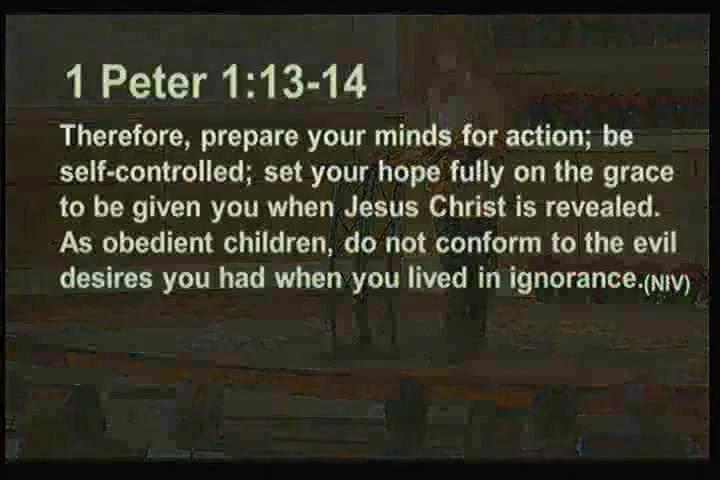 1 Peter 1:13-14
Therefore, prepare your minds for action; be
self-controlled; set your hope fully on the grace
to be given you when Jesus Christ is revealed.
As obedient children, do not conform to the evil
desires you had when you lived in ignorance.(NIV)